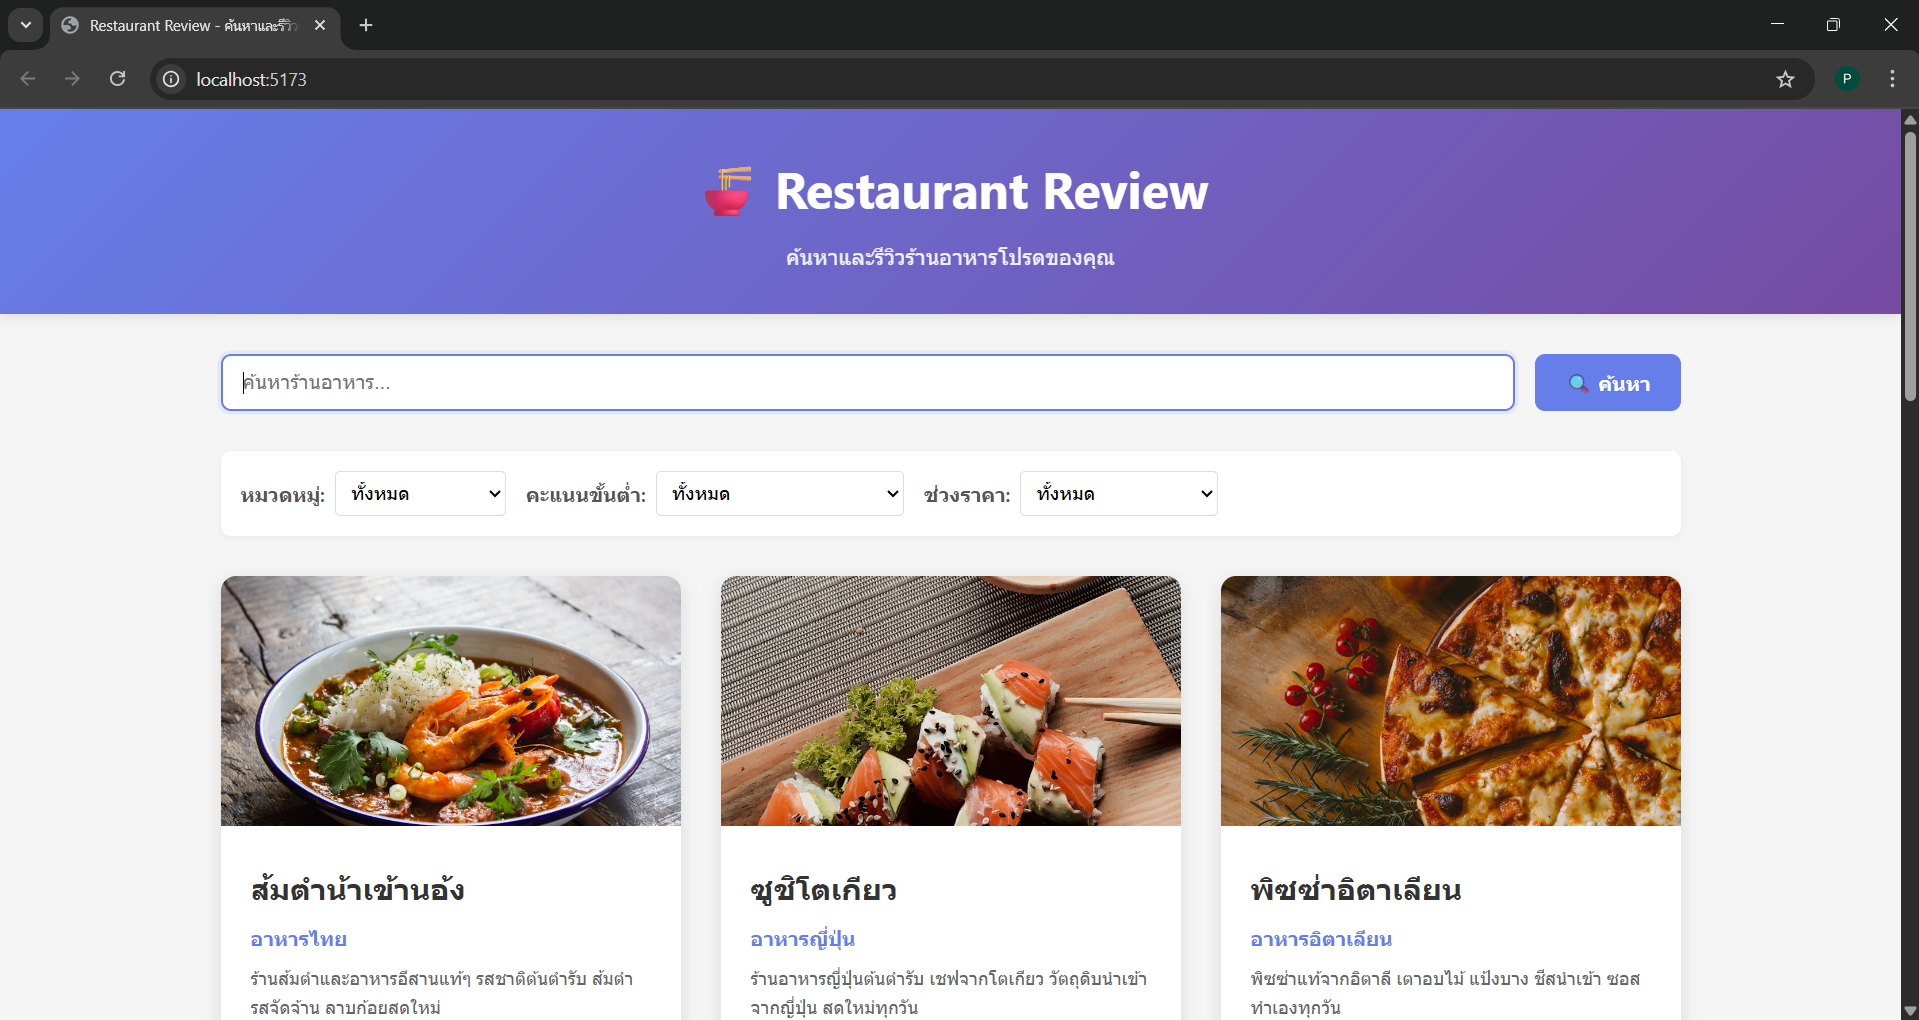 Restaurant Review - ค้นหาและรีวิว
localhost:5173
P
Restaurant Review
ค้นหาและรีวิวร้านอาหารโปรดของคุณ
ค้นหาร้านอาหาร...
ค้นหา
หมวดหมู่: ทั้งหมด คะแนนขั้นต่ำ: ทั้งหมด ช่วงราคา: ทั้งหมด
ส้มตำน้าเข้านอ้ง
อาหารไทย
ร้านส้มตำและอาหารอีสานแท้ๆ รสชาติต้นตำรับ ส้มตำ
รสจัดจ้าน ลาบก้อยสดใหม่
ซูชิโตเกียว
อาหารญี่ปุ่น
ร้านอาหารญี่ปุ่นต้นตำรับ เชฟจากโตเกียว วัตถุดิบนำเข้า
จากญี่ปุ่น สดใหม่ทุกวัน
พิซซ่าอิตาเลียน
อาหารอิตาเลียน
พิซซ่าแท้จากอิตาลี เตาอบไม้ แป้งบาง ชีสนำเข้า ซอส
ทำเองทุกวัน